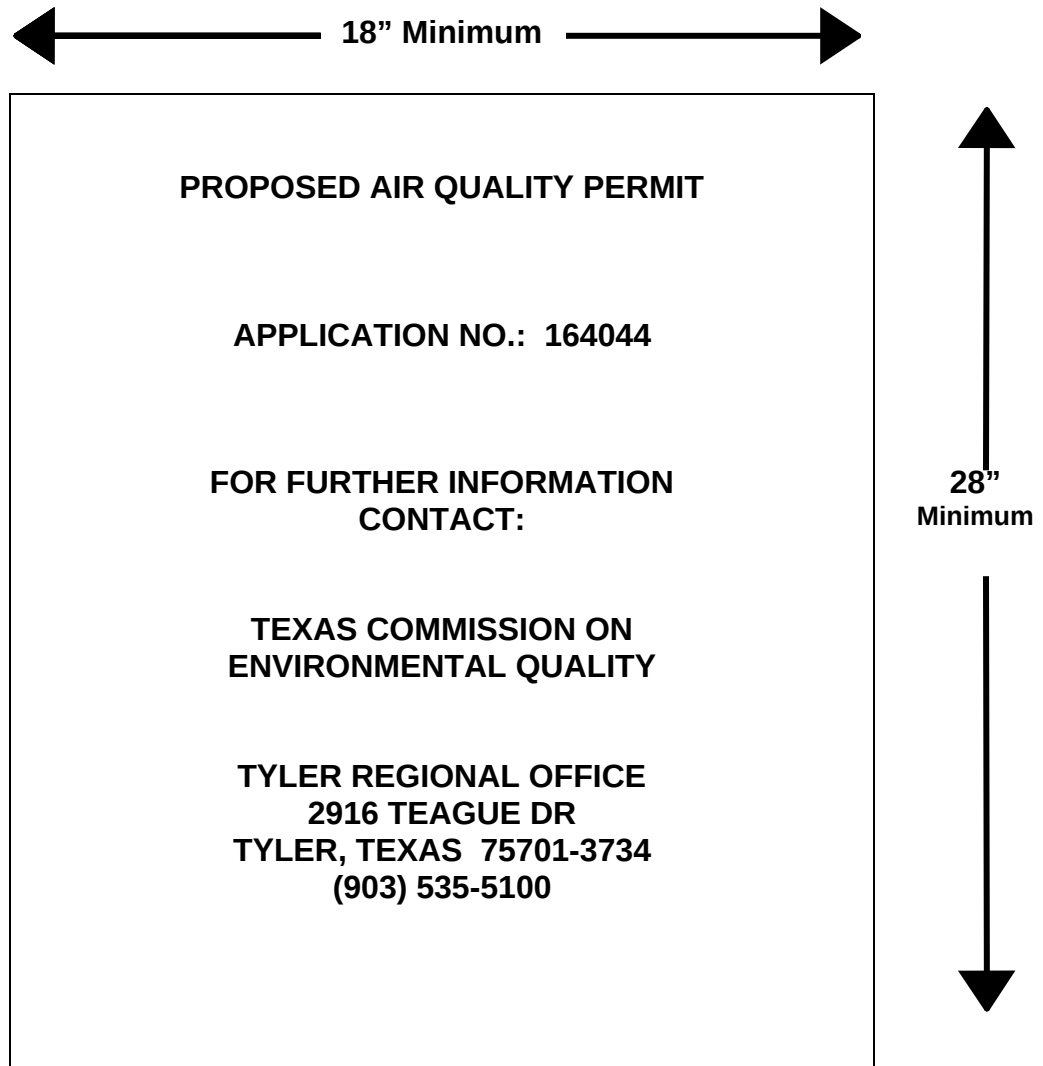 18” Minimum
PROPOSED AIR QUALITY PERMIT
APPLICATION NO.:  164044
FOR FURTHER INFORMATION
CONTACT:
28”
Minimum
TEXAS COMMISSION ON
ENVIRONMENTAL QUALITY
TYLER REGIONAL OFFICE
2916 TEAGUE DR
TYLER, TEXAS  75701-3734
(903) 535-5100